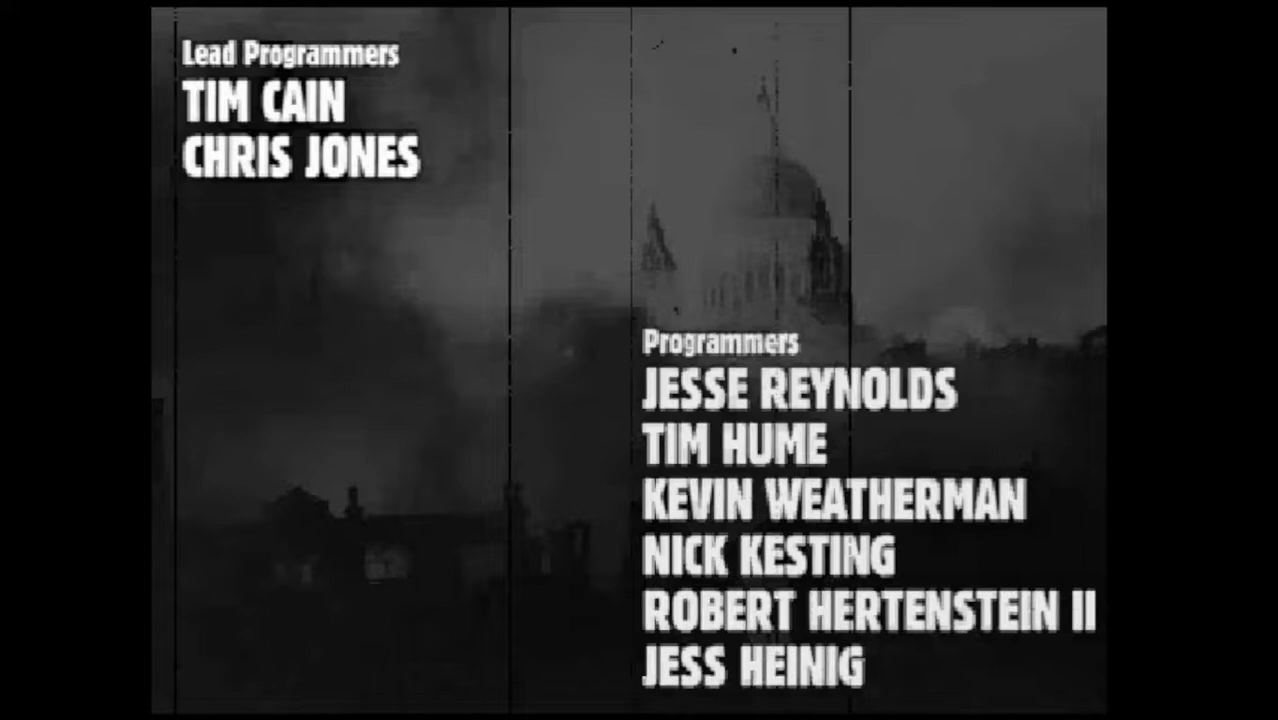 Lead Programmers
TIM CAIN
CHRIS JONES
Programmers
JESSE REYNOLDS
TIM HUME
KEVIN WEATHERMAN
NICK KESTING
ROBERT HERTENSTEIN II
JESS HEINIG